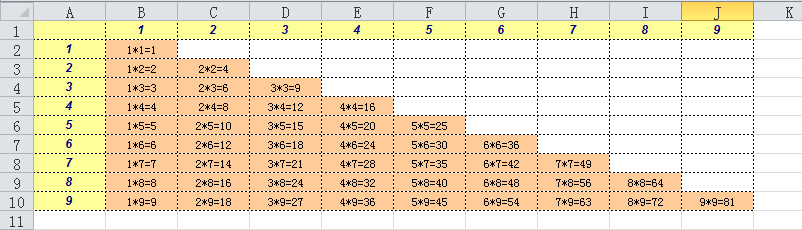 A B C D E F G H I J K
1 1 2 3 4 5 6 7 8 9
2 1 1*1=1
3 2 1*2=2 2*2=4
4 3 1*3=3 2*3=6 3*3=9
5 4 1*4=4 2*4=8 3*4=12 4*4=16
6 5 1*5=5 2*5=10 3*5=15 4*5=20 5*5=25
7 6 1*6=6 2*6=12 3*6=18 4*6=24 5*6=30 6*6=36
8 7 1*7=7 2*7=14 3*7=21 4*7=28 5*7=35 6*7=42 7*7=49
9 8 1*8=8 2*8=16 3*8=24 4*8=32 5*8=40 6*8=48 7*8=56 8*8=64
10 9 1*9=9 2*9=18 3*9=27 4*9=36 5*9=45 6*9=54 7*9=63 8*9=72 9*9=81
11